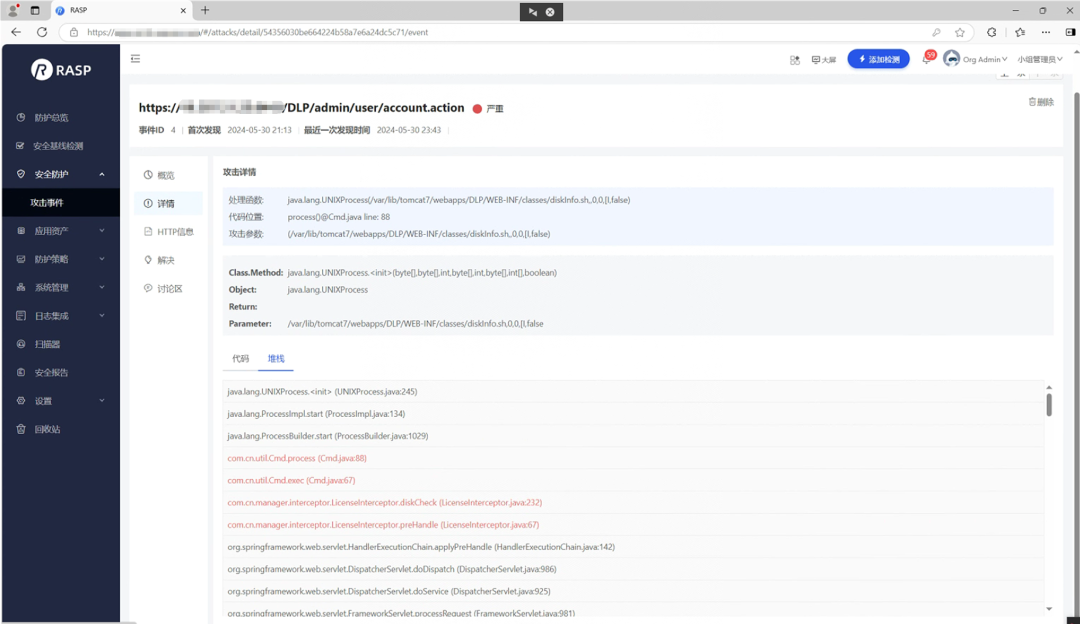 RASP
https://
/#/attacks/detail/54356030be664224b58a7e6a24dc5c71/event
RASP
大屏
添加检测
59
Org Admin
小组管理员
防护总览
安全基线检测
安全防护
攻击事件
应用资产
防护策略
系统管理
日志集成
扫描器
安全报告
设置
回收站
https:// /DLP/admin/user/account.action 严重
删除
事件ID 4 首次发现 2024-05-30 21:13 最近一次发现时间 2024-05-30 23:43
概览
详情
HTTP信息
解决
讨论区
攻击详情
处理函数: java.lang.UNIXProcess(/var/lib/tomcat7/webapps/DLP/WEB-INF/classes/diskInfo.sh,,0,0,[I,false)
代码位置: process()@Cmd.java line: 88
攻击参数: (/var/lib/tomcat7/webapps/DLP/WEB-INF/classes/diskInfo.sh,,0,0,[I,false)
Class.Method: java.lang.UNIXProcess.<init>(byte[],byte[],int,byte[],int,byte[],int[],boolean)
Object: java.lang.UNIXProcess
Return:
Parameter: /var/lib/tomcat7/webapps/DLP/WEB-INF/classes/diskInfo.sh,0,0,[I,false
代码 堆栈
java.lang.UNIXProcess.<init> (UNIXProcess.java:245)
java.lang.ProcessImpl.start (ProcessImpl.java:134)
java.lang.ProcessBuilder.start (ProcessBuilder.java:1029)
com.cn.util.Cmd.process (Cmd.java:88)
com.cn.util.Cmd.exec (Cmd.java:67)
com.cn.manager.interceptor.LicenseInterceptor.diskCheck (LicenseInterceptor.java:232)
com.cn.manager.interceptor.LicenseInterceptor.preHandle (LicenseInterceptor.java:67)
org.springframework.web.servlet.HandlerExecutionChain.applyPreHandle (HandlerExecutionChain.java:142)
org.springframework.web.servlet.DispatcherServlet.doDispatch (DispatcherServlet.java:986)
org.springframework.web.servlet.DispatcherServlet.doService (DispatcherServlet.java:925)
org.springframework.web.servlet.FrameworkServlet.processRequest (FrameworkServlet.java:981)